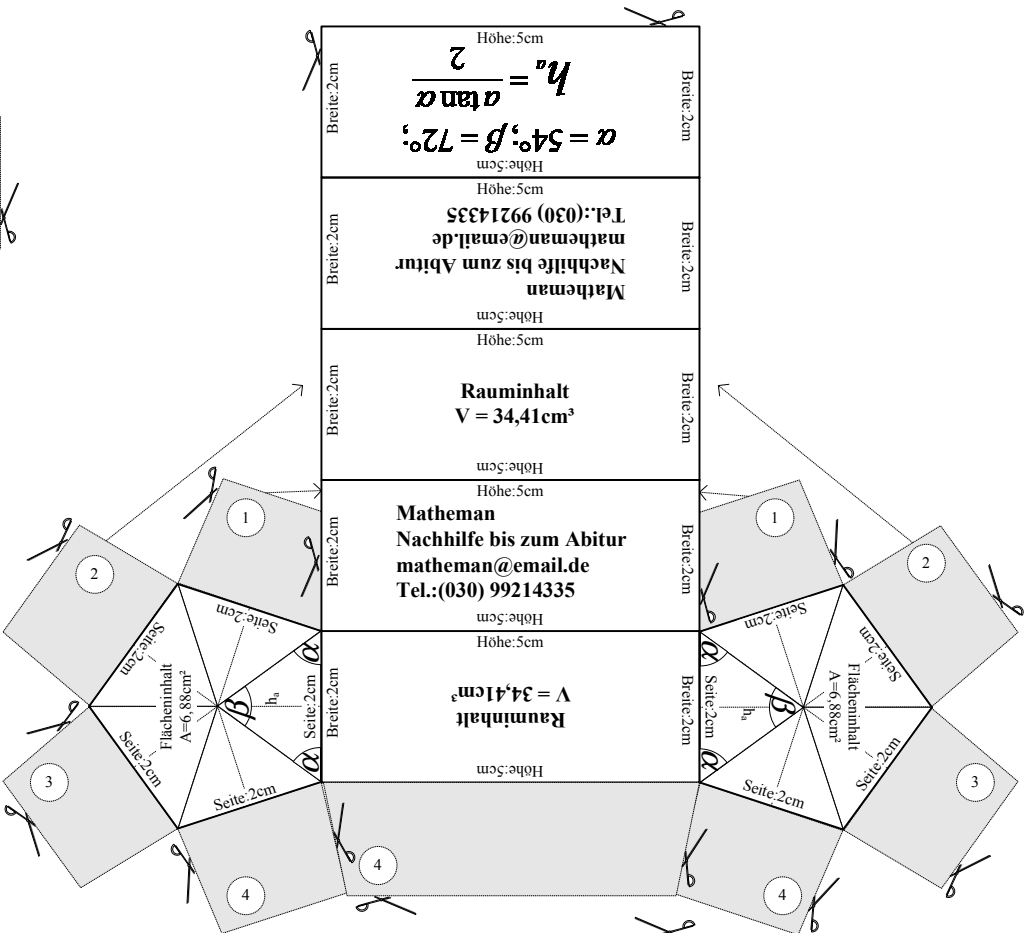 Höhe:5cm
Breite:2cm
Breite:2cm
α = 54°; β = 72°;
hₐ = a tan α / 2
Höhe:5cm
Höhe:5cm
Breite:2cm
Breite:2cm
Matheman
Nachhilfe bis zum Abitur
matheman@email.de
Tel.:(030) 99214335
Höhe:5cm
Höhe:5cm
Breite:2cm
Breite:2cm
Rauminhalt
V = 34,41cm³
Höhe:5cm
Höhe:5cm
Breite:2cm
Breite:2cm
Matheman
Nachhilfe bis zum Abitur
matheman@email.de
Tel.:(030) 99214335
Höhe:5cm
Höhe:5cm
Breite:2cm
Breite:2cm
Rauminhalt
V = 34,41cm³
Höhe:5cm
1
2
3
4
4
Seite:2cm
Seite:2cm
Seite:2cm
Seite:2cm
Seite:2cm
Flächeninhalt
A=6,88cm²
α
β
hₐ
α
1
2
3
4
Seite:2cm
Seite:2cm
Seite:2cm
Seite:2cm
Seite:2cm
Flächeninhalt
A=6,88cm²
α
β
hₐ
α